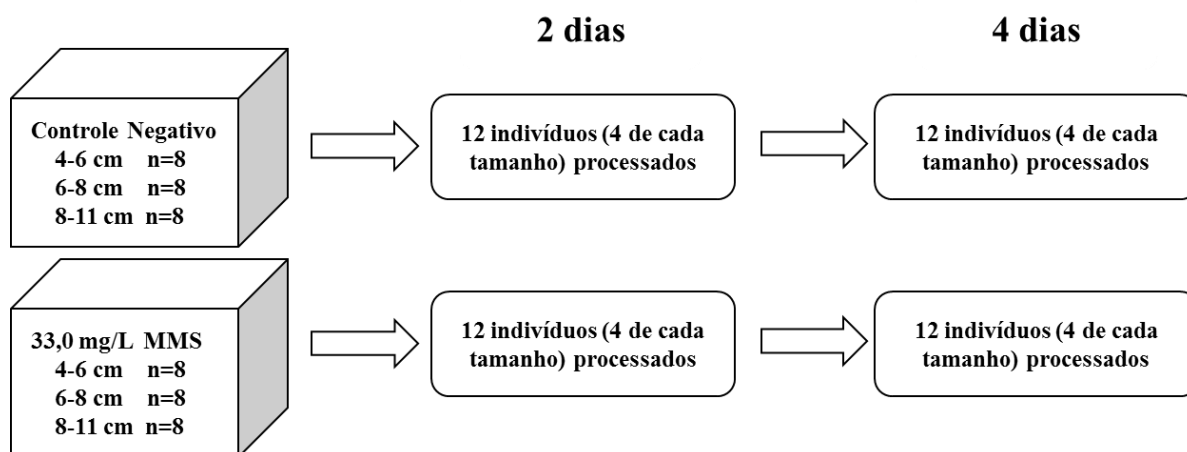 2 dias
4 dias
Controle Negativo
4-6 cm n=8
6-8 cm n=8
8-11 cm n=8
12 indivíduos (4 de cada
tamanho) processados
12 indivíduos (4 de cada
tamanho) processados
33,0 mg/L MMS
4-6 cm n=8
6-8 cm n=8
8-11 cm n=8
12 indivíduos (4 de cada
tamanho) processados
12 indivíduos (4 de cada
tamanho) processados